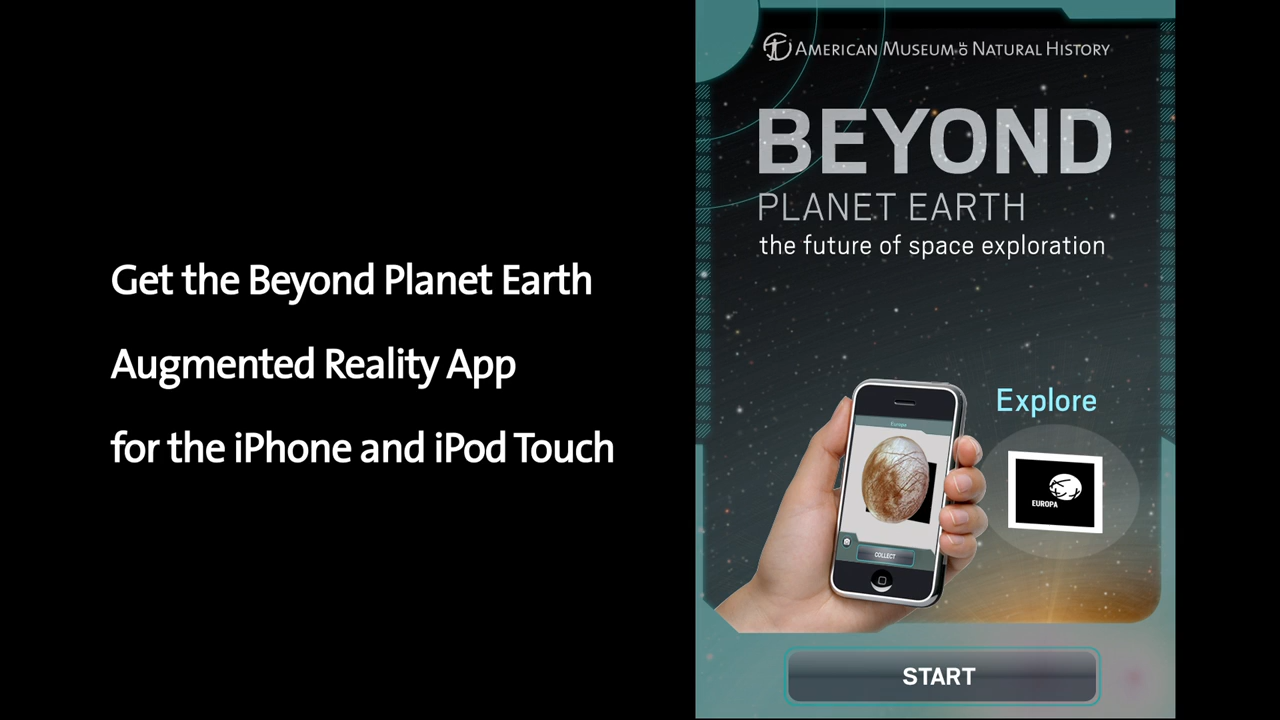 Get the Beyond Planet Earth
Augmented Reality App
for the iPhone and iPod Touch
AMERICAN MUSEUM OF NATURAL HISTORY
BEYOND
PLANET EARTH
the future of space exploration
Explore
Europa
EUROPA
COLLECT
START